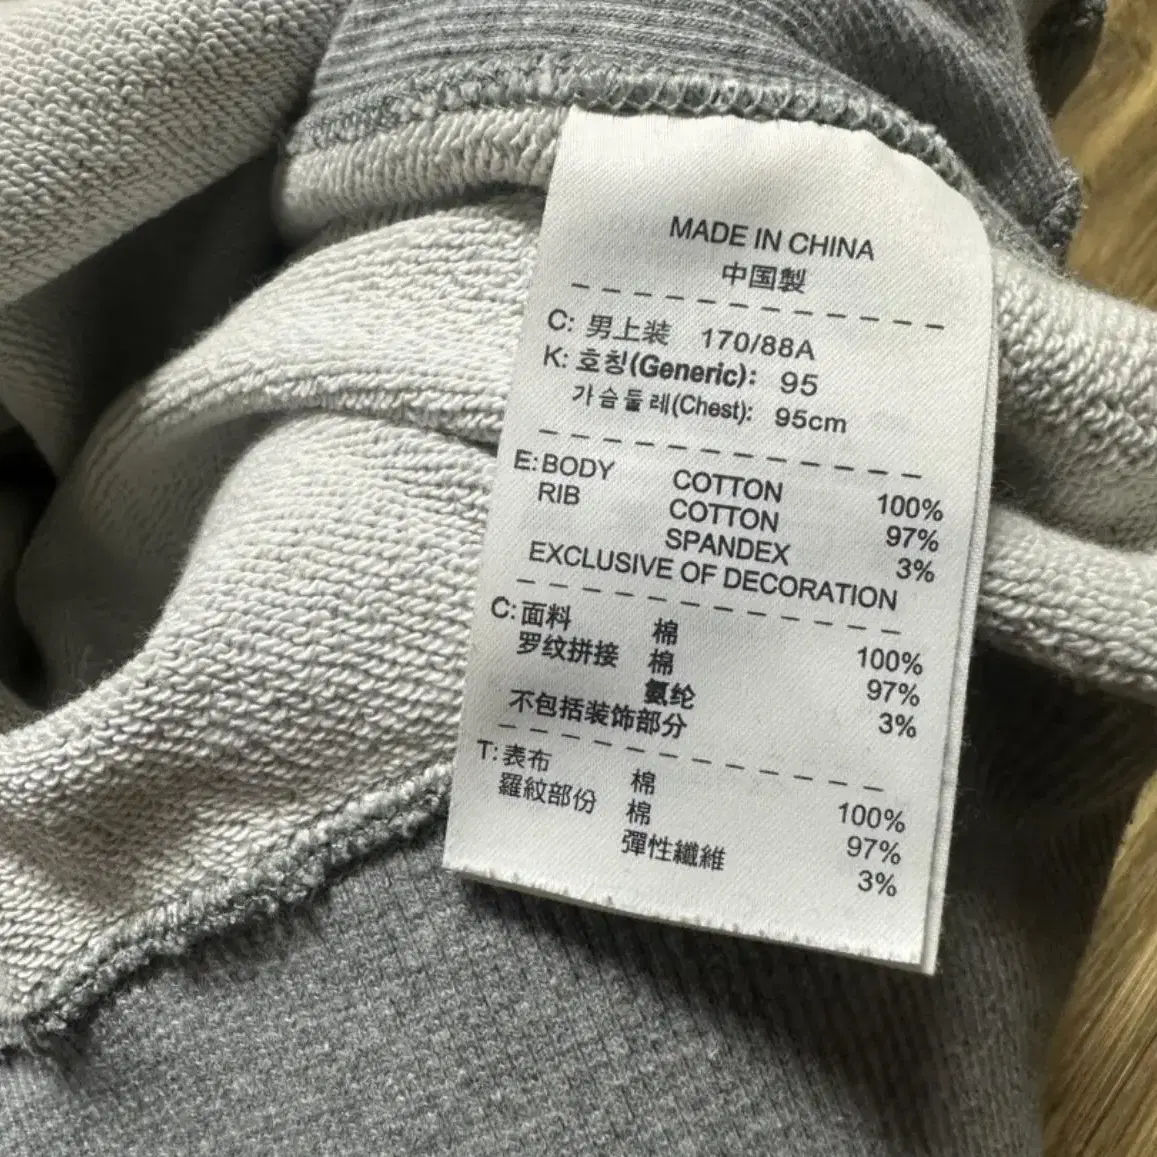 MADE IN CHINA
中国製
C: 男上装 170/88A
K: 호칭(Generic): 95
가슴둘레(Chest): 95cm
E: BODY COTTON 100%
RIB COTTON 97%
SPANDEX 3%
EXCLUSIVE OF DECORATION
C: 面料 棉 100%
罗纹拼接 棉 97%
氨纶 3%
不包括装饰部分
T: 表布 棉 100%
羅紋部份 棉 97%
彈性纖維 3%